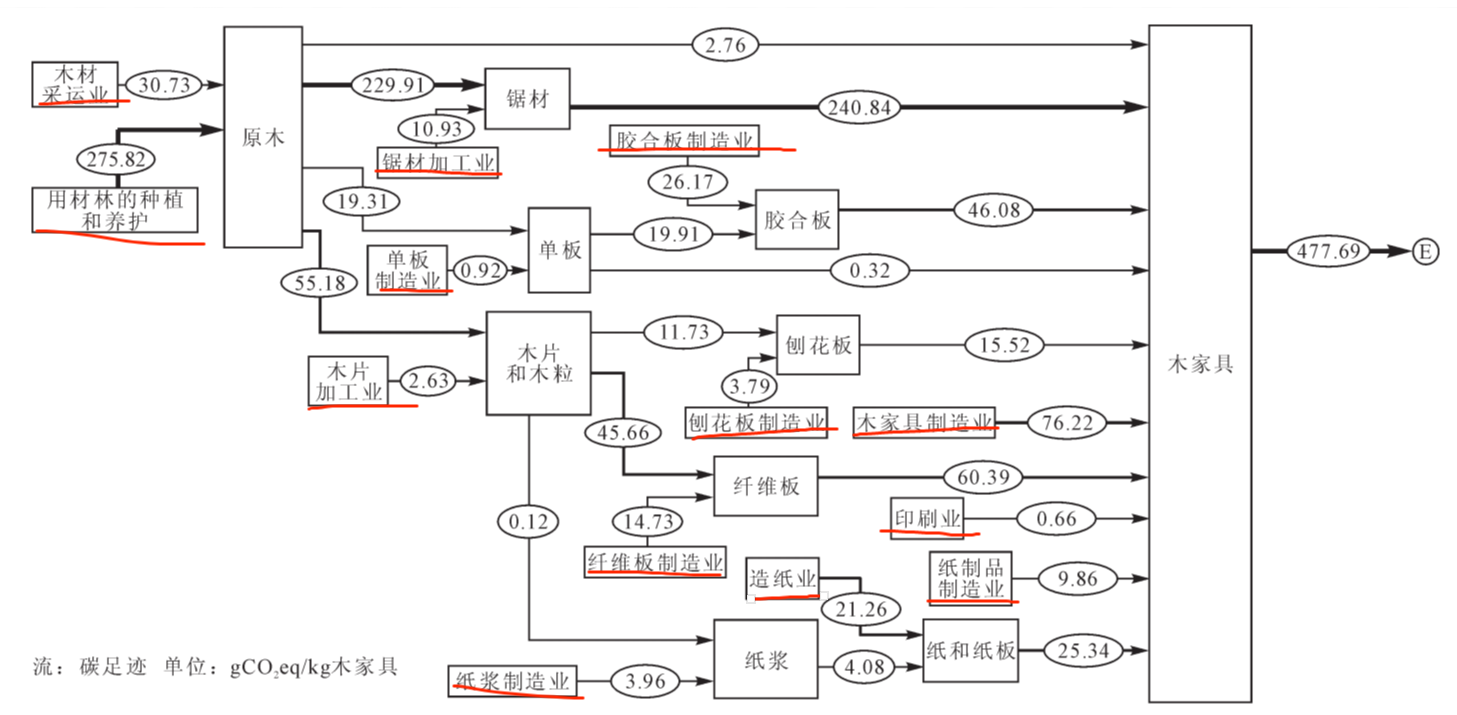 2.76
木材
采运业
30.73
原木
229.91
锯材
240.84
10.93
锯材加工业
胶合板制造业
275.82
26.17
用材林的种植
和养护
19.31
胶合板
46.08
单板
19.91
单板
制造业
0.92
0.32
477.69
E
55.18
木片
和木粒
11.73
刨花板
15.52
木家具
木片
加工业
2.63
3.79
刨花板制造业
木家具制造业
76.22
45.66
纤维板
60.39
0.12
14.73
印刷业
0.66
纤维板制造业
造纸业
纸制品
制造业
9.86
21.26
纸浆
纸和纸板
25.34
4.08
流：碳足迹 单位：gCO₂eq/kg木家具
纸浆制造业
3.96